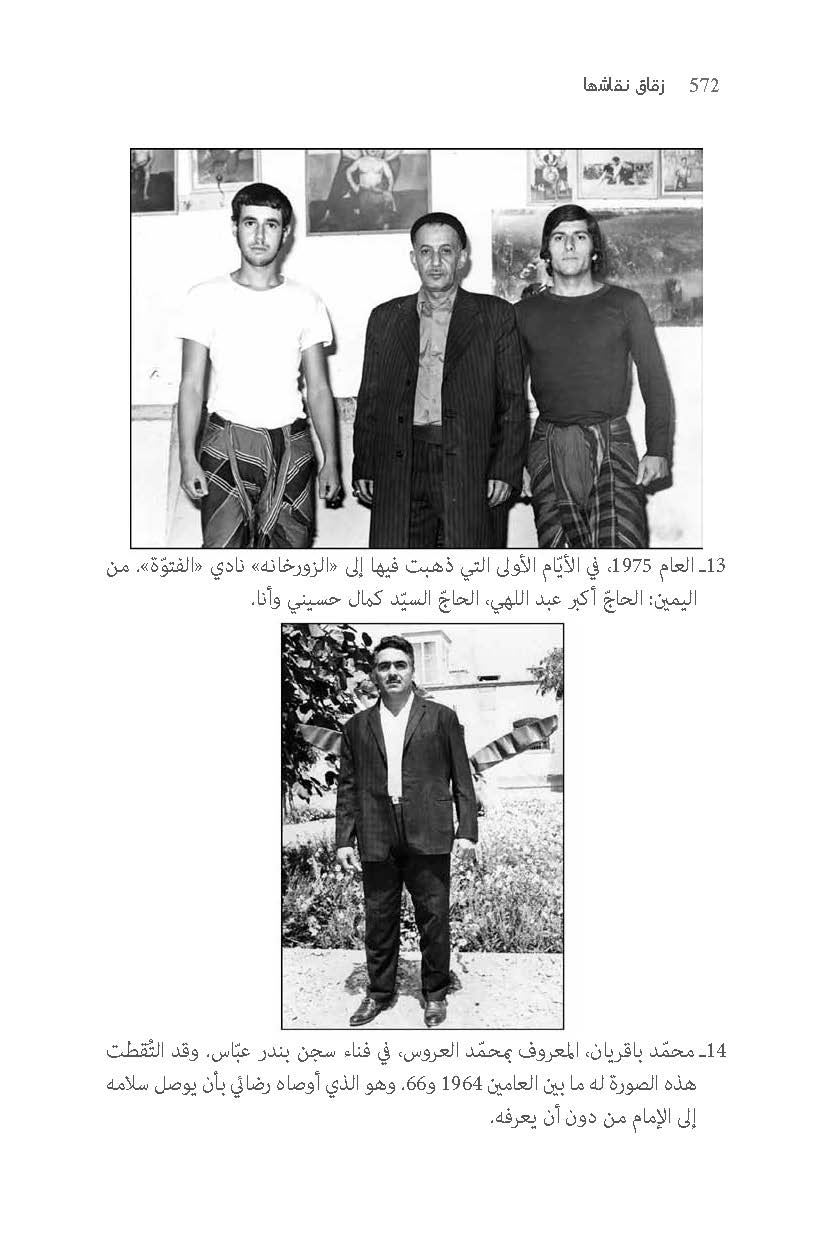 572 زقاق نقاشها
13ـ العام 1975، في الأيّام الأولى التي ذهبت فيها إلى «الزورخانه» نادي «الفتوّة». من
اليمين: الحاجّ أكبر عبد اللهي، الحاجّ السيّد كمال حسيني وأنا.
14ـ محمّد باقريان، المعروف بمحمّد العروس، في فناء سجن بندر عبّاس. وقد التُقطت
هذه الصورة له ما بين العامين 1964 و66. وهو الذي أوصاه رضائي بأن يوصل سلامه
إلى الإمام من دون أن يعرفه.